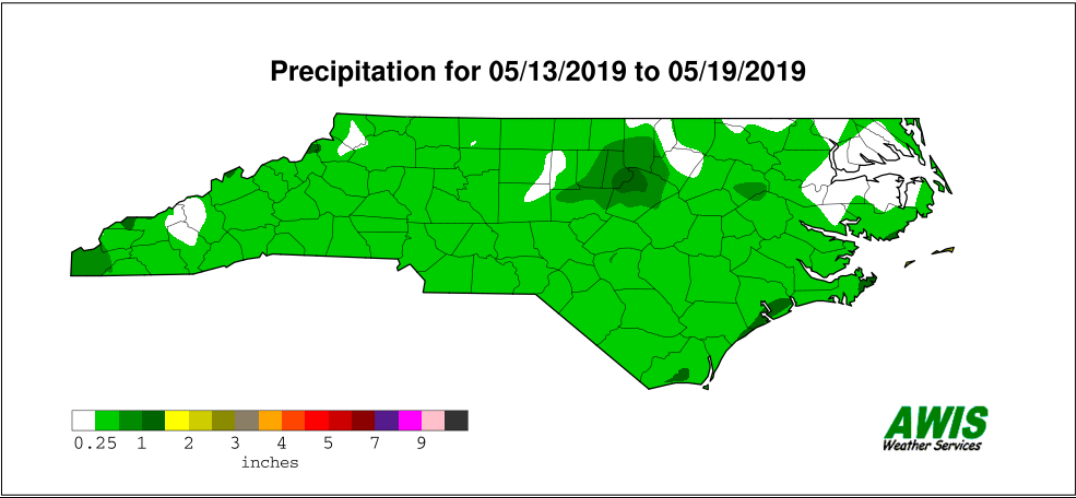 Precipitation for 05/13/2019 to 05/19/2019
0.25 1 2 3 4 5 7 9
inches
AWIS
Weather Services